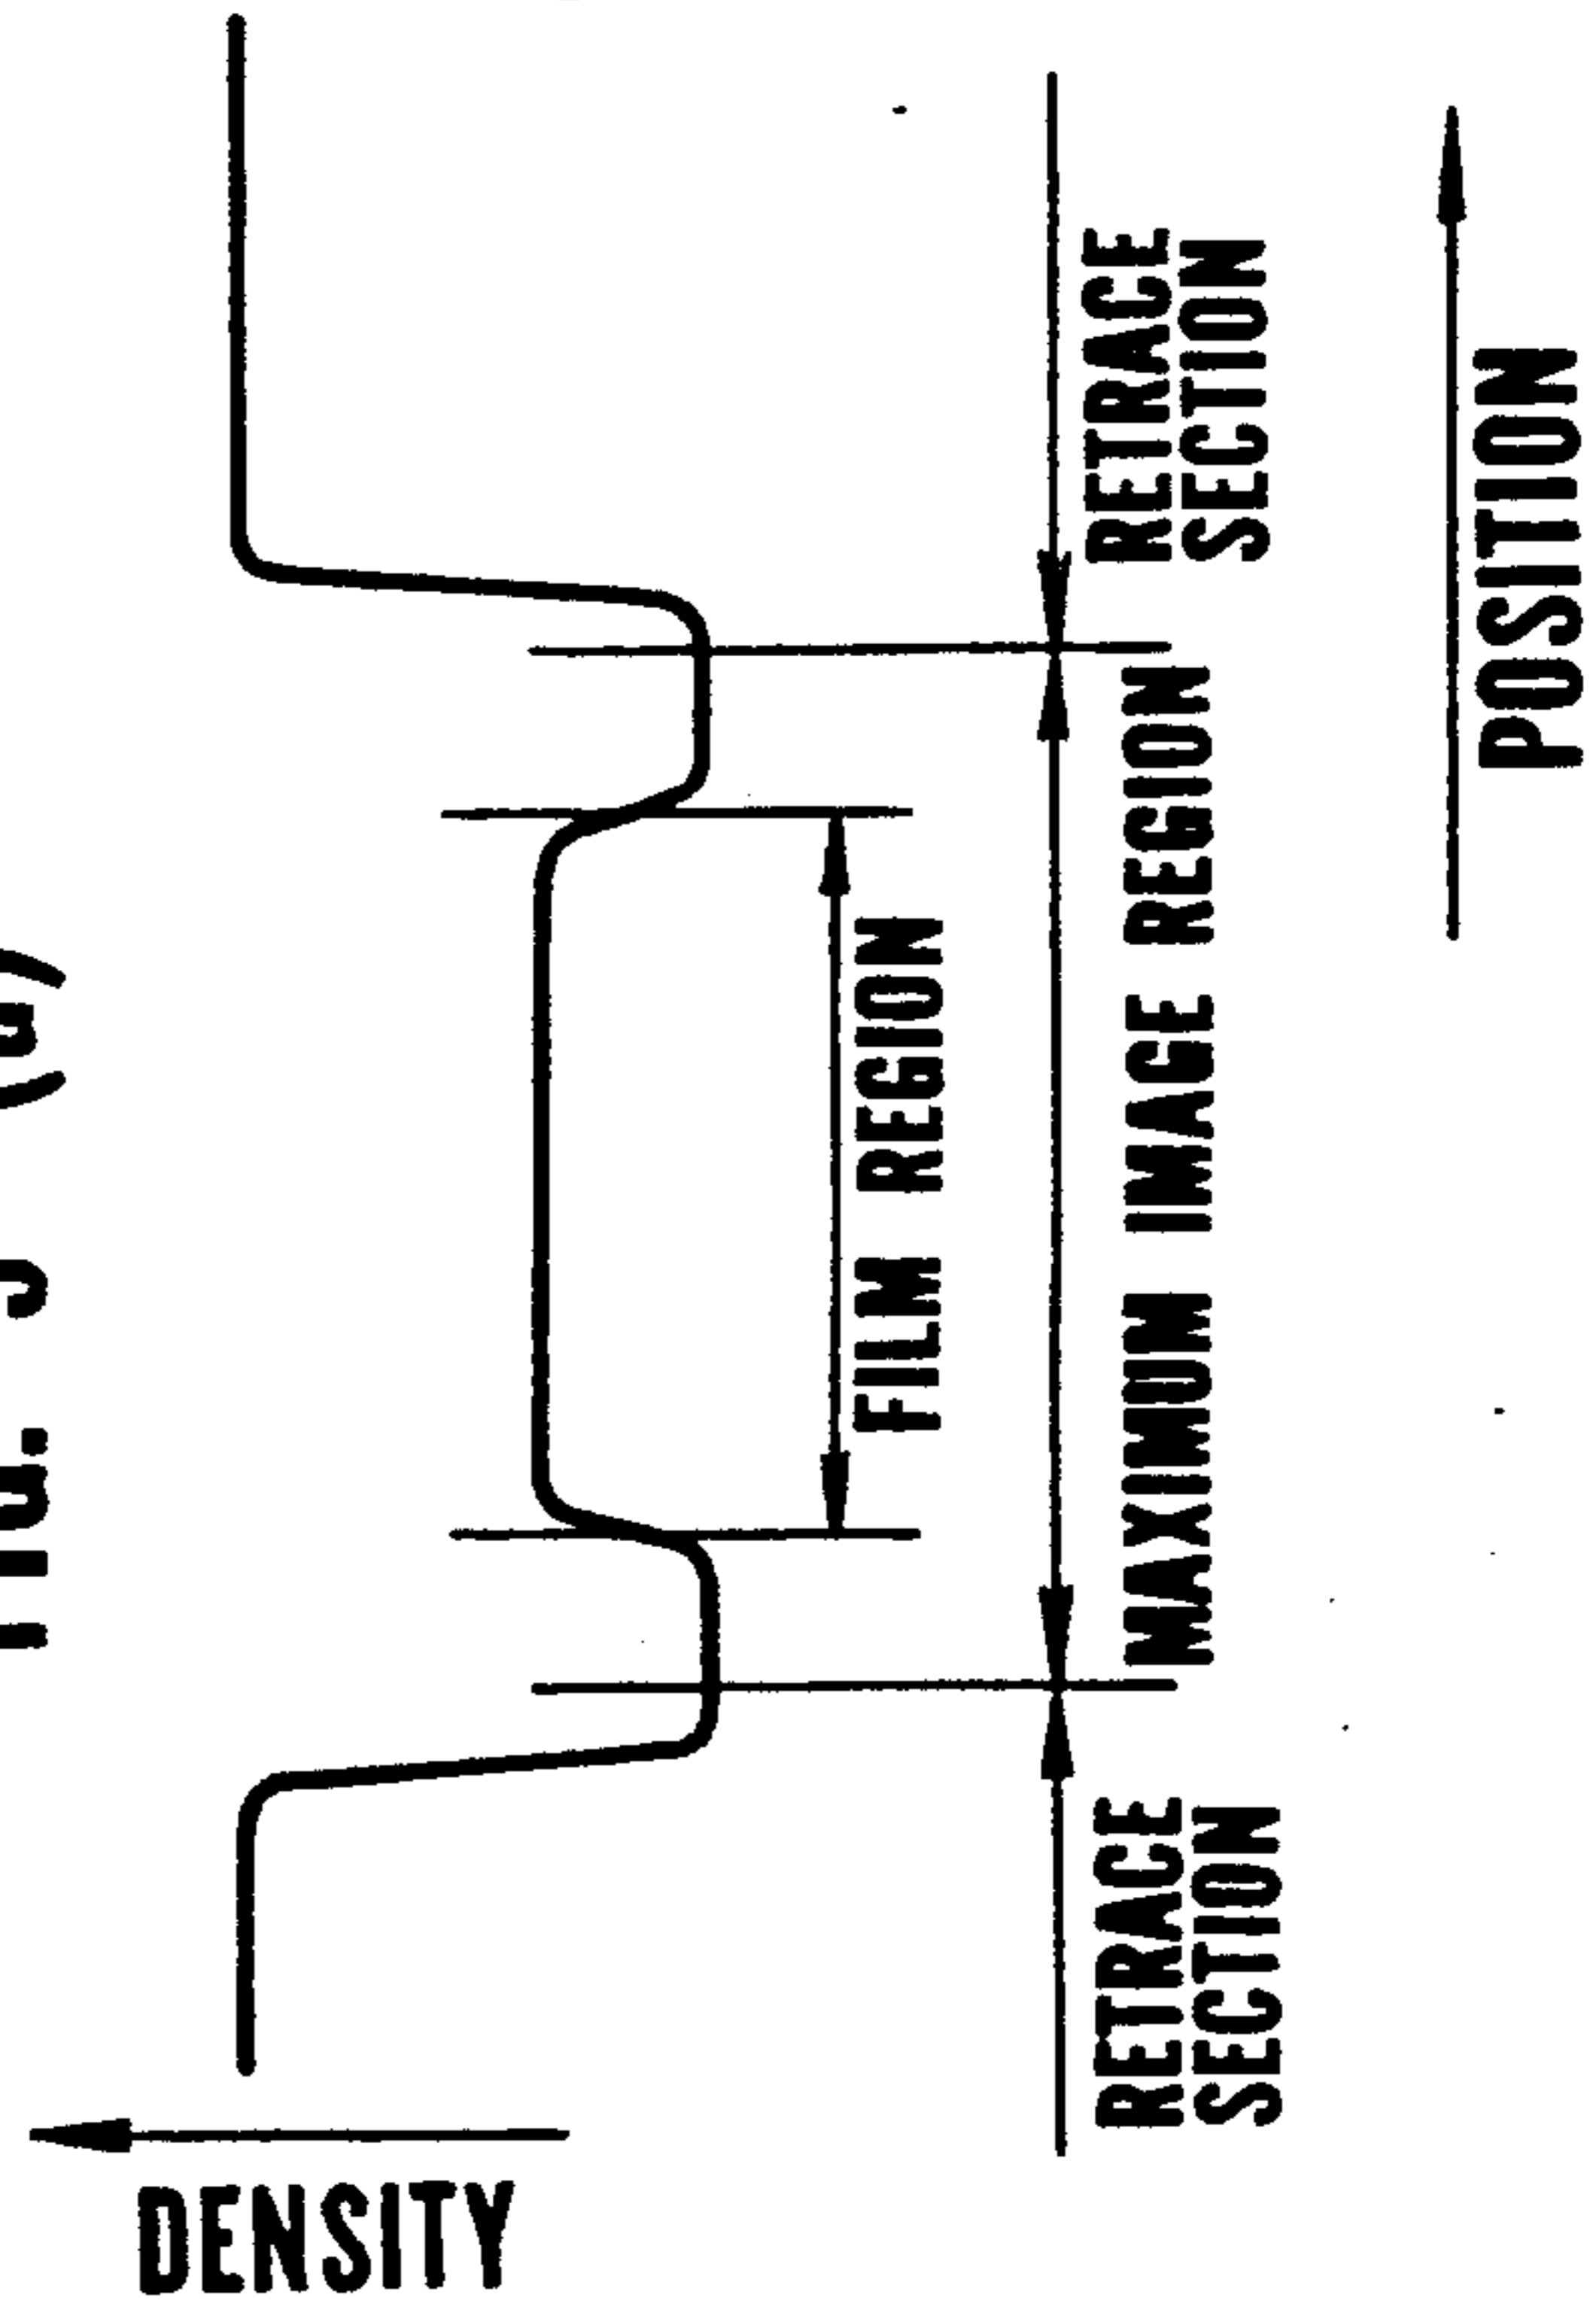 DENSITY
FILM REGION
RETRACE
SECTION
MAXIMUM IMAGE REGION
RETRACE
SECTION
POSITION